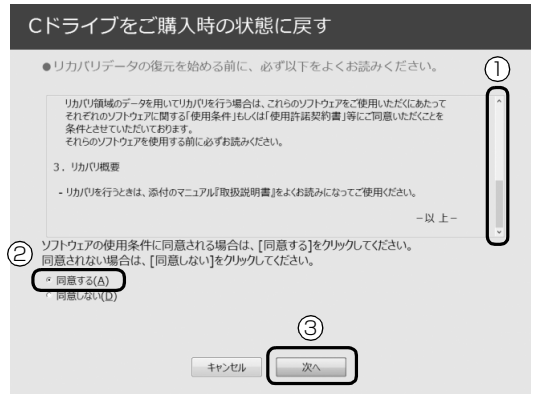 Cドライブをご購入時の状態に戻す
●リカバリデータの復元を始める前に、必ず以下をよくお読みください。
①
リカバリ領域のデータを用いてリカバリを行う場合は、これらのソフトウェアをご使用いただくにあたって
それぞれのソフトウェアに関する「使用条件」もしくは「使用許諾契約書」等にご同意いただくことを
条件とさせていただいております。
それらのソフトウェアを使用する前に必ずお読みください。
3．リカバリ概要
- リカバリを行うときは、添付のマニュアル『取扱説明書』をよくお読みになってご使用ください。
－以 上－
ソフトウェアの使用条件に同意される場合は、[同意する]をクリックしてください。
②
同意されない場合は、[同意しない]をクリックしてください。
同意する(A)
同意しない(D)
③
キャンセル
次へ